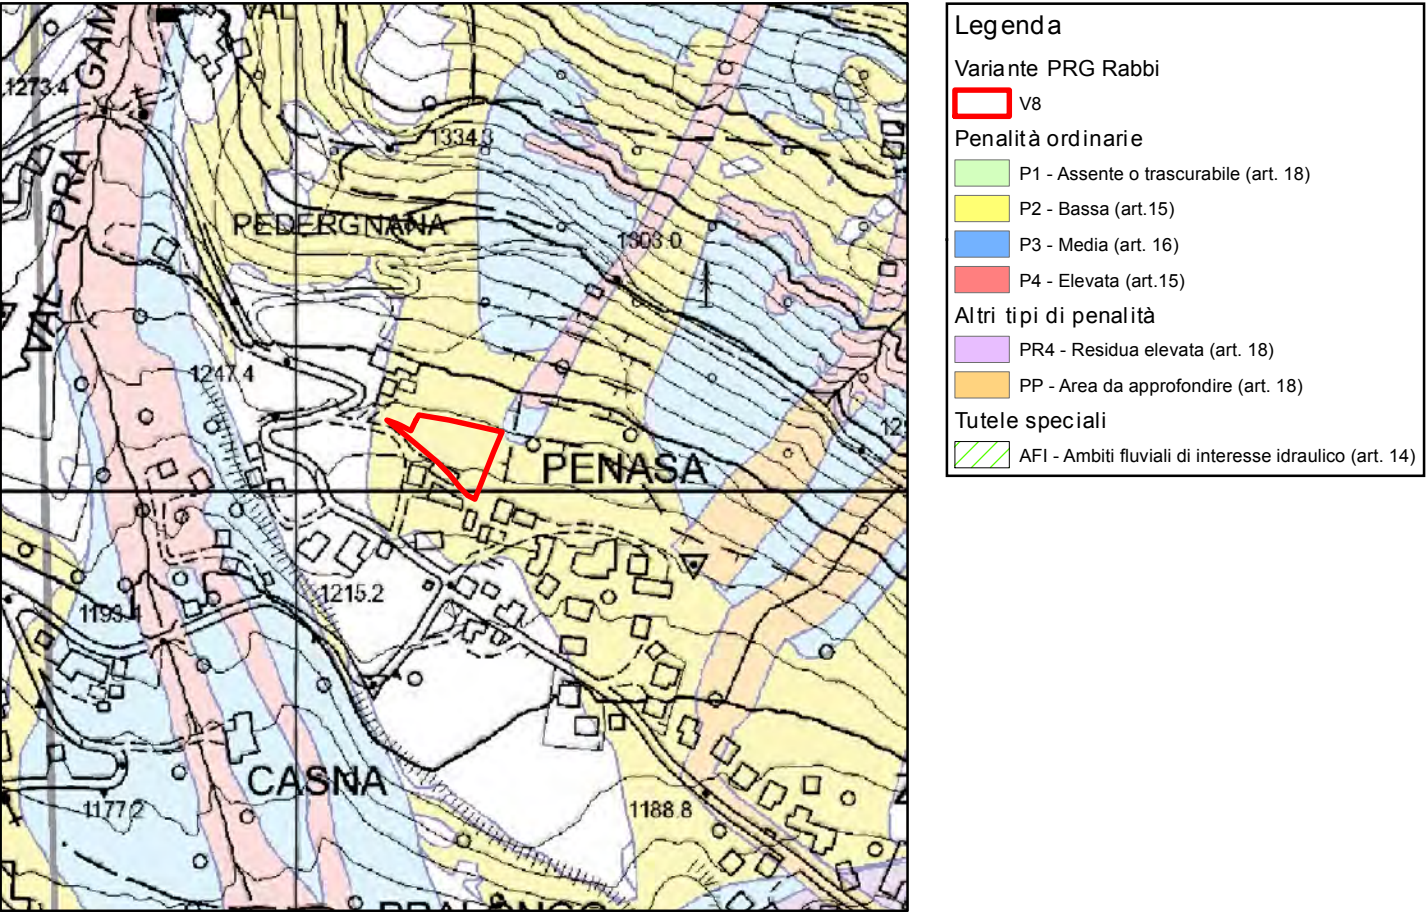 VAL
GAM
1273.4
1334.3
PRA
PEDERGNANA
1303.0
VAL
1247.4
PENASA
1215.2
1193.1
CASNA
1177.2
1188.8
Legenda
Variante PRG Rabbi
V8
Penalità ordinarie
P1 - Assente o trascurabile (art. 18)
P2 - Bassa (art.15)
P3 - Media (art. 16)
P4 - Elevata (art.15)
Altri tipi di penalità
PR4 - Residua elevata (art. 18)
PP - Area da approfondire (art. 18)
Tutele speciali
AFI - Ambiti fluviali di interesse idraulico (art. 14)